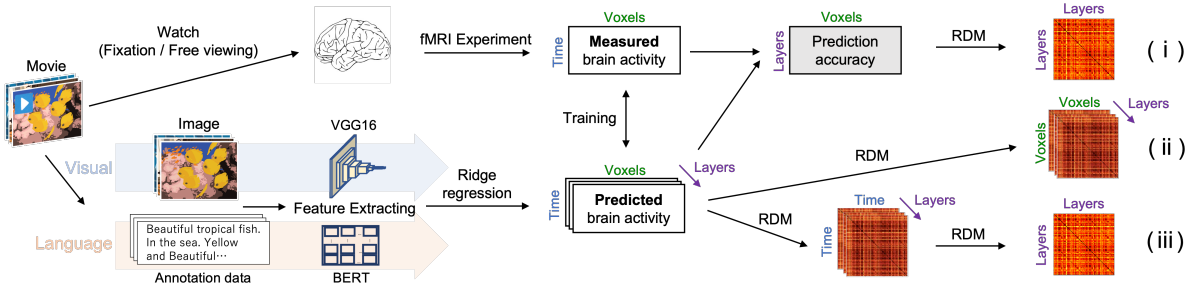 Movie
Watch
(Fixation / Free viewing)
fMRI Experiment
Voxels
Time
Measured
brain activity
Voxels
Layers
Prediction
accuracy
RDM
Layers
Layers
( i )
Training
Visual
Image
VGG16
Feature Extracting
Language
Beautiful tropical fish.
In the sea. Yellow
and Beautiful…
Annotation data
BERT
Ridge
regression
Voxels
Layers
Time
Predicted
brain activity
RDM
Voxels
Layers
Voxels
( ii )
RDM
Time
Layers
Time
RDM
Layers
Layers
(iii)